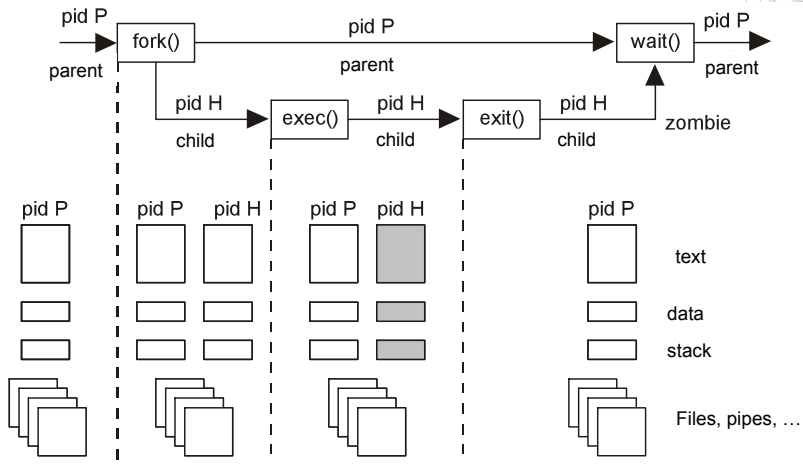 pid P
pid P
pid P
fork()
wait()
parent
parent
parent
pid H
pid H
pid H
exec()
exit()
zombie
child
child
child
pid P
pid P
pid H
pid P
pid H
pid P
text
data
stack
Files, pipes, …